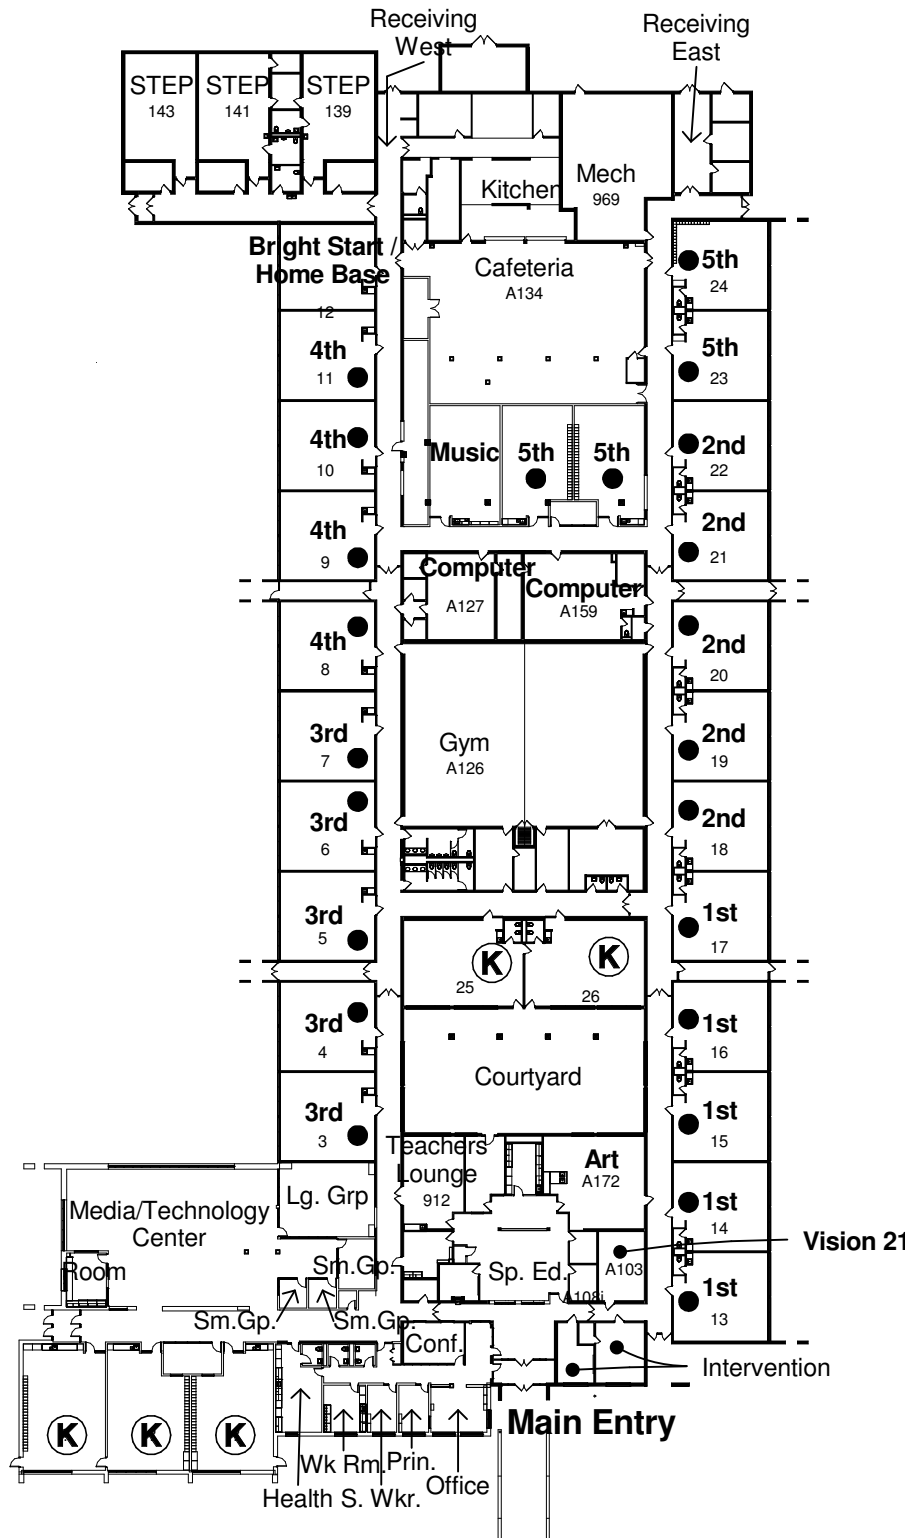 Receiving
West
Receiving
East
STEP
143
STEP
141
STEP
139
Mech
969
Kitchen
Bright Start /
Home Base
12
Cafeteria
A134
5th
24
4th
11
5th
23
4th
10
Music
5th
5th
2nd
22
4th
9
2nd
21
Computer
A127
Computer
A159
4th
8
2nd
20
3rd
7
Gym
A126
2nd
19
3rd
6
2nd
18
3rd
5
1st
17
K
25
K
26
3rd
4
1st
16
Courtyard
3rd
3
1st
15
Teachers
Lounge
912
Art
A172
Lg. Grp
Media/Technology
Center
1st
14
Vision 21
Room
Sm.Gp.
Sp. Ed.
A103
A108i
Sm.Gp.
Sm.Gp.
1st
13
Conf.
Intervention
K
K
K
Main Entry
Wk Rm.
Prin.
Office
Health
S. Wkr.